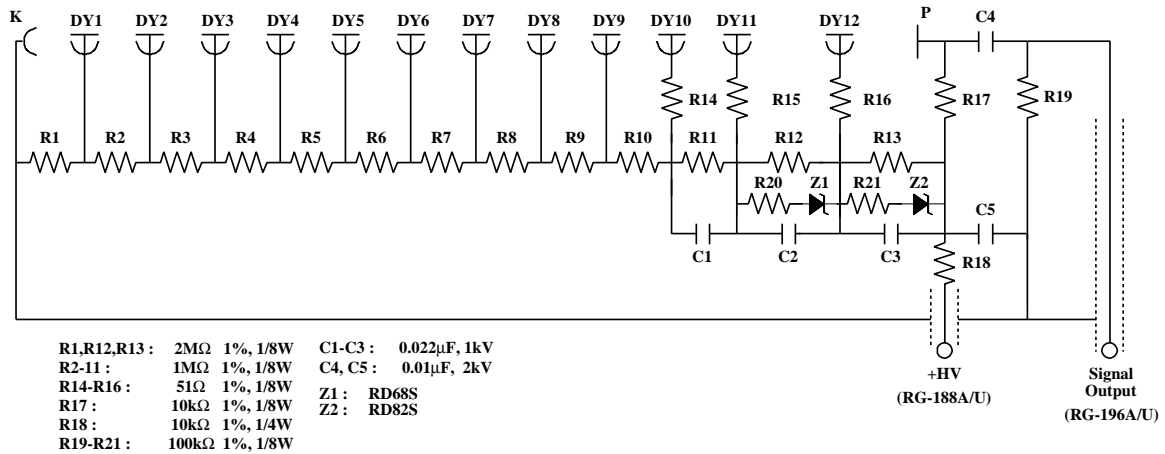 K DY1 DY2 DY3 DY4 DY5 DY6 DY7 DY8 DY9 DY10 DY11 DY12 P C4
R14 R15 R16 R17 R19
R1 R2 R3 R4 R5 R6 R7 R8 R9 R10 R11 R12 R13
R20 Z1 R21 Z2
C5
C1 C2 C3 R18
R1,R12,R13 : 2MΩ 1%, 1/8W
R2-11 : 1MΩ 1%, 1/8W
R14-R16 : 51Ω 1%, 1/8W
R17 : 10kΩ 1%, 1/8W
R18 : 10kΩ 1%, 1/4W
R19-R21 : 100kΩ 1%, 1/8W
C1-C3 : 0.022μF, 1kV
C4, C5 : 0.01μF, 2kV
Z1 : RD68S
Z2 : RD82S
+HV
(RG-188A/U)
Signal
Output
(RG-196A/U)